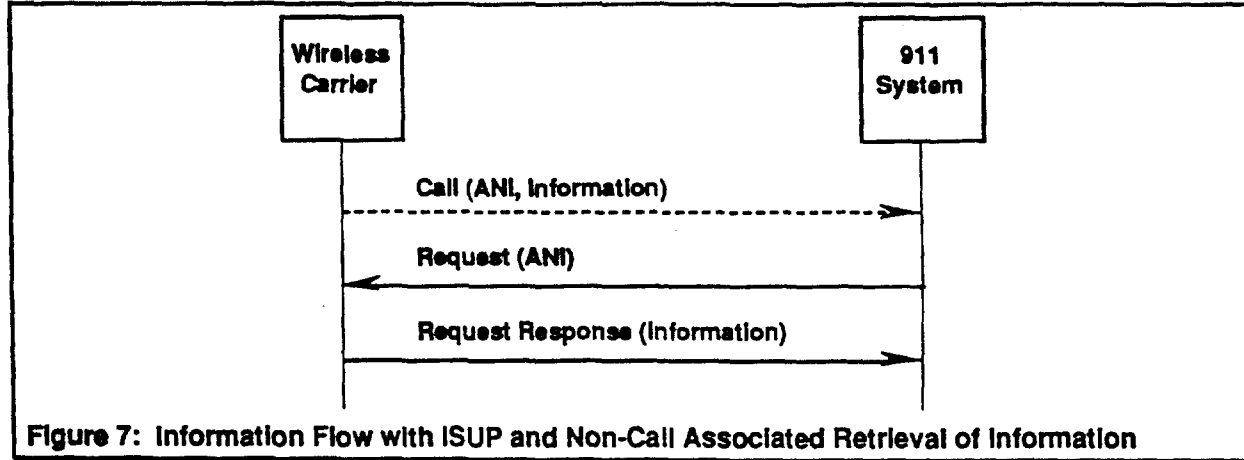 Wireless
Carrier
911
System
Call (ANI, Information)
Request (ANI)
Request Response (Information)
Figure 7: Information Flow with ISUP and Non-Call Associated Retrieval of Information